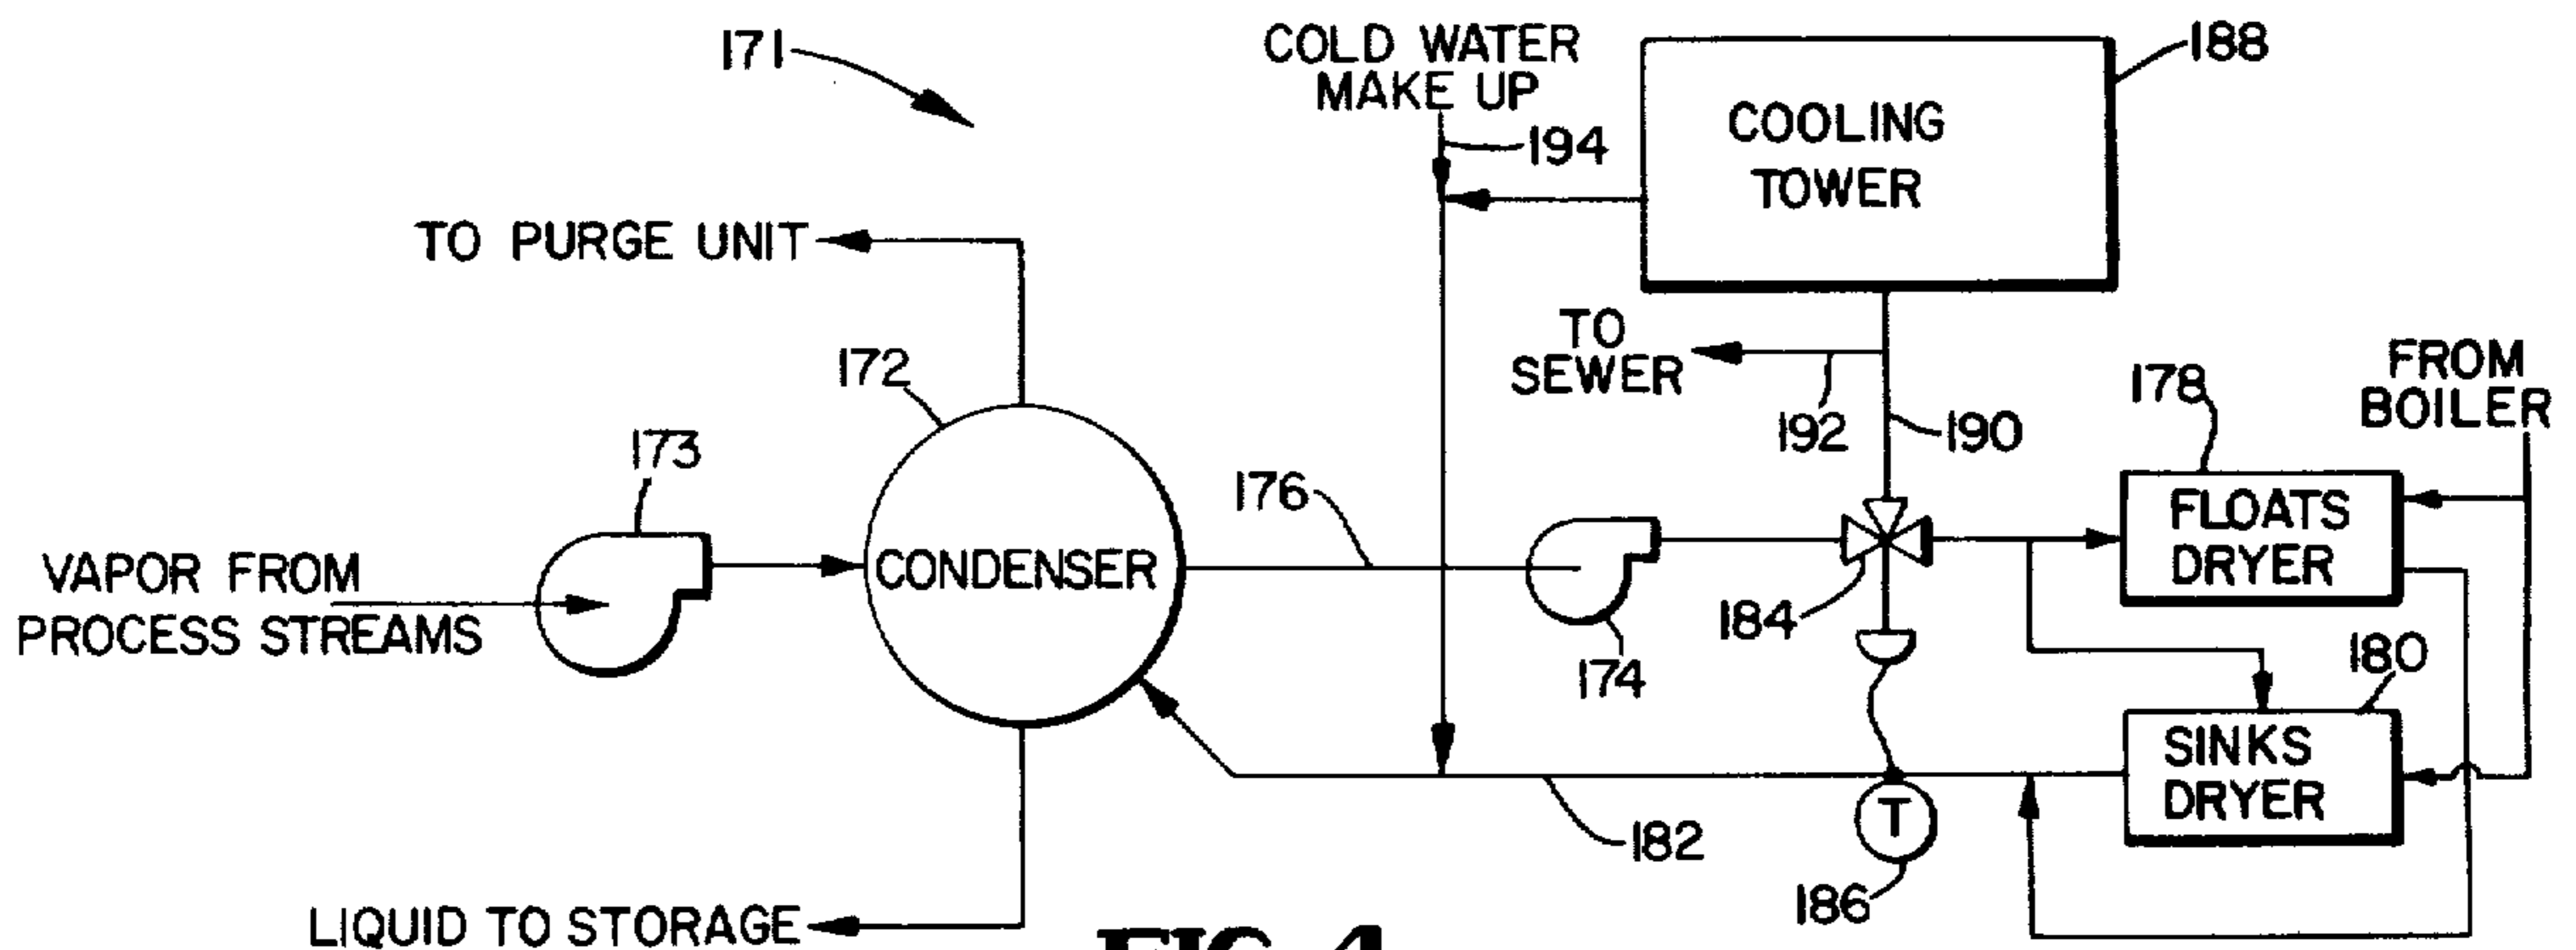 171
COLD WATER
MAKE UP
194
188
COOLING
TOWER
TO PURGE UNIT
172
173
TO
SEWER
192
190
178
FROM
BOILER
176
FLOATS
DRYER
VAPOR FROM
PROCESS STREAMS
CONDENSER
184
174
180
SINKS
DRYER
T
182
186
LIQUID TO STORAGE